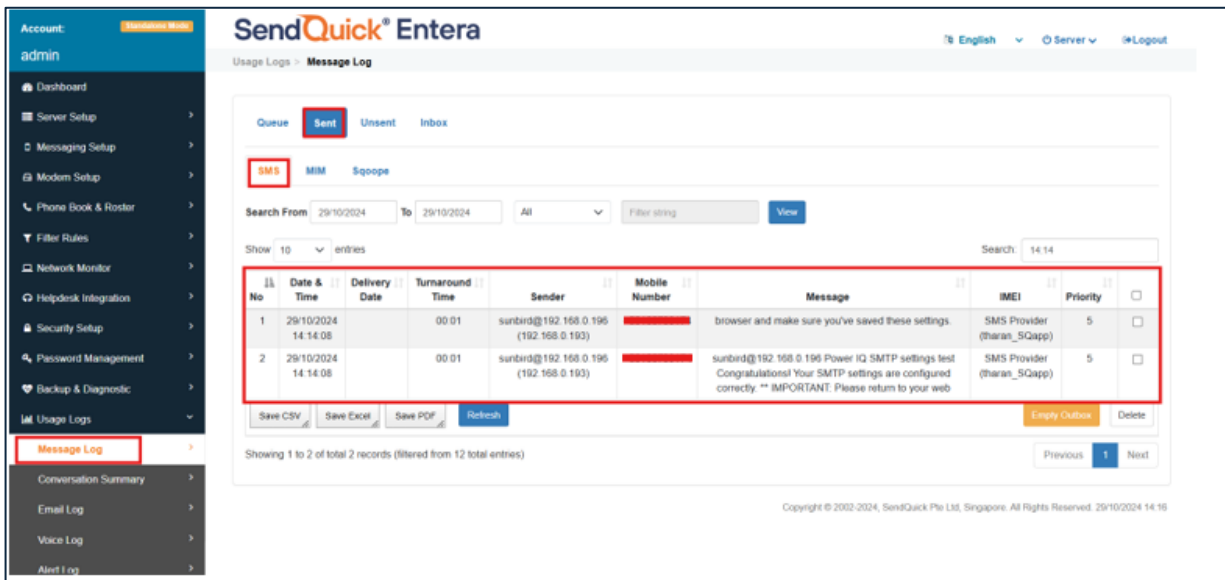 Account: Standalone Mode
admin
Dashboard
Server Setup
Messaging Setup
Modem Setup
Phone Book & Roster
Filter Rules
Network Monitor
Helpdesk Integration
Security Setup
Password Management
Backup & Diagnostic
Usage Logs
Message Log
Conversation Summary
Email Log
Voice Log
Alert Log
SendQuick® Entera
English Server Logout
Usage Logs > Message Log
Queue Sent Unsent Inbox
SMS MIM Sqoope
Search From 29/10/2024 To 29/10/2024 All Filter string View
Show 10 entries Search: 14:14
No Date & Time Delivery Date Turnaround Time Sender Mobile Number Message IMEI Priority
1 29/10/2024 00:01 sunbird@192.168.0.196 browser and make sure you've saved these settings. SMS Provider 5
14:14:08 (192.168.0.193) (tharan_SQapp)
2 29/10/2024 00:01 sunbird@192.168.0.196 sunbird@192.168.0.196 Power IQ SMTP settings test SMS Provider 5
14:14:08 (192.168.0.193) Congratulations! Your SMTP settings are configured (tharan_SQapp)
correctly. ** IMPORTANT: Please return to your web
Save CSV Save Excel Save PDF Refresh Empty Outbox Delete
Showing 1 to 2 of total 2 records (filtered from 12 total entries) Previous 1 Next
Copyright © 2002-2024, SendQuick Pte Ltd, Singapore. All Rights Reserved. 29/10/2024 14:16